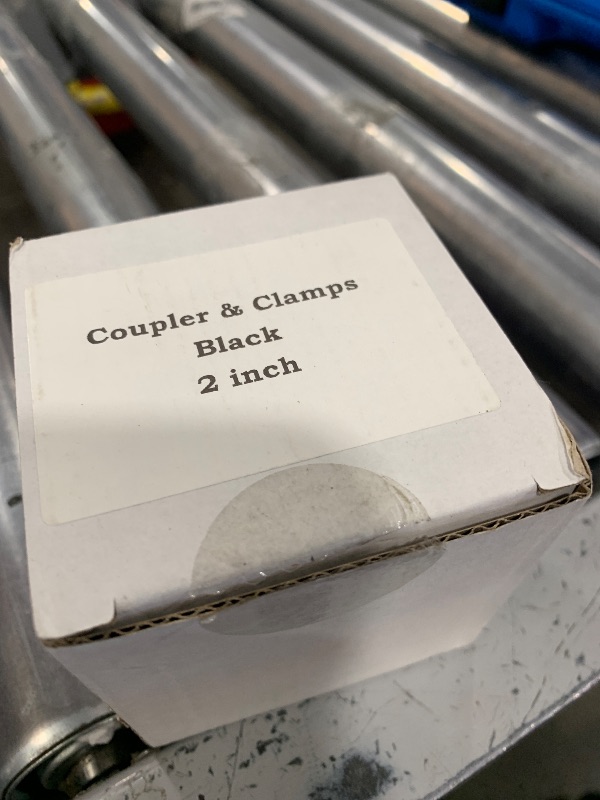 Coupler & Clamps
Black
2 inch